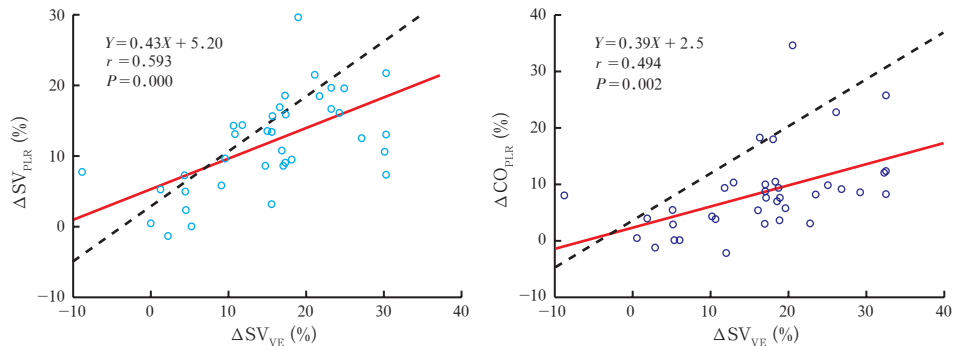 30
20
10
0
−10
ΔSV_PLR (%)
Y=0.43X+5.20
r=0.593
P=0.000
−10 0 10 20 30 40
ΔSV_VE (%)
40
30
20
10
0
−10
ΔCO_PLR (%)
Y=0.39X+2.5
r=0.494
P=0.002
−10 0 10 20 30 40
ΔSV_VE (%)